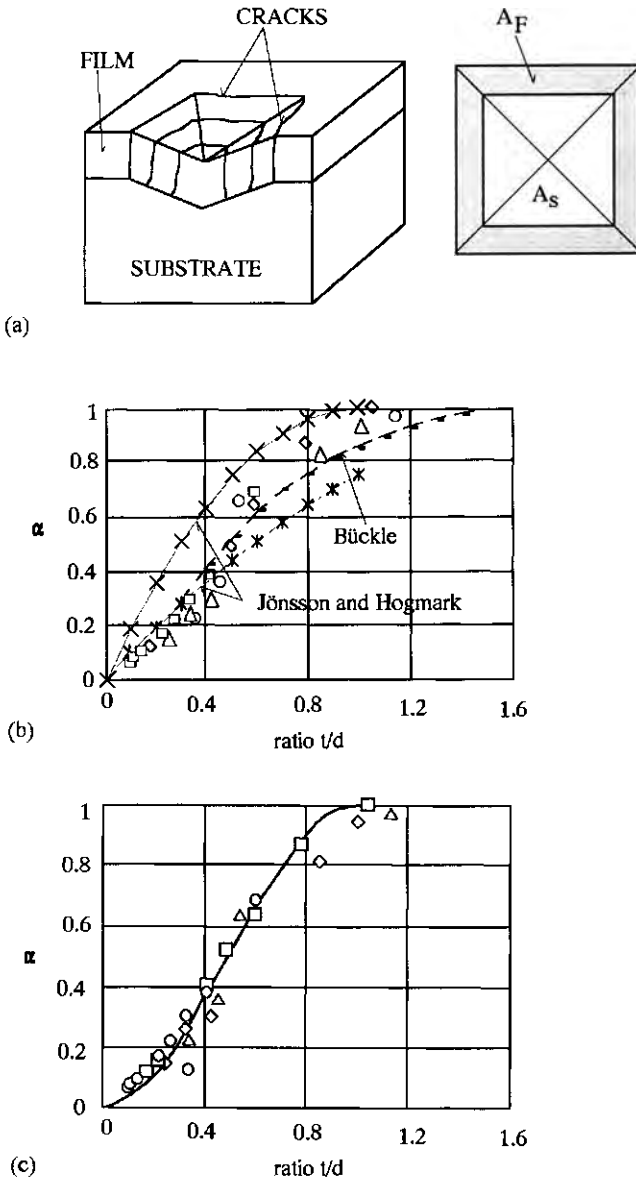 CRACKS
FILM
SUBSTRATE
A_F
A_S
(a)
1
0.8
0.6
0.4
0.2
0
α
Bückle
Jönsson and Hogmark
0 0.4 0.8 1.2 1.6
ratio t/d
(b)
1
0.8
0.6
0.4
0.2
0
α
0 0.4 0.8 1.2 1.6
ratio t/d
(c)